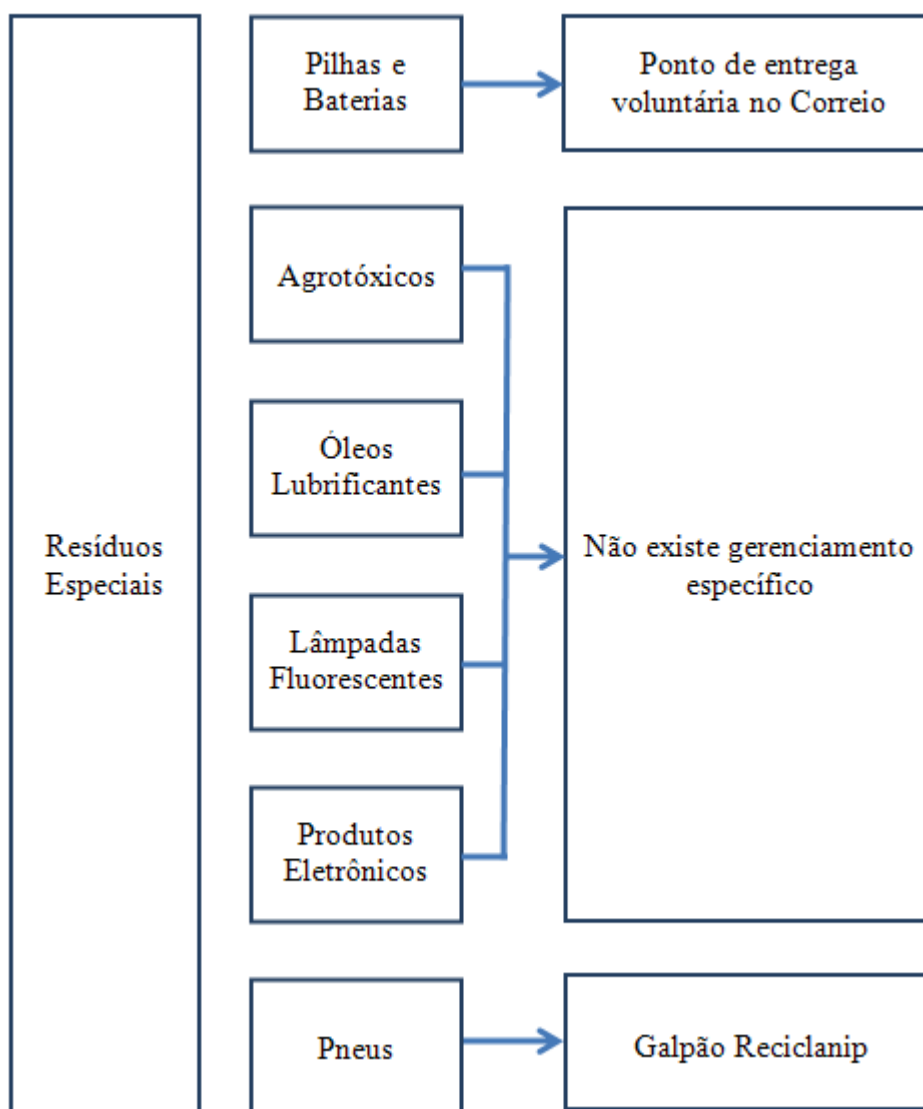 Resíduos
Especiais
Pilhas e
Baterias
Ponto de entrega
voluntária no Correio
Agrotóxicos
Óleos
Lubrificantes
Lâmpadas
Fluorescentes
Produtos
Eletrônicos
Não existe gerenciamento
específico
Pneus
Galpão Reciclanip